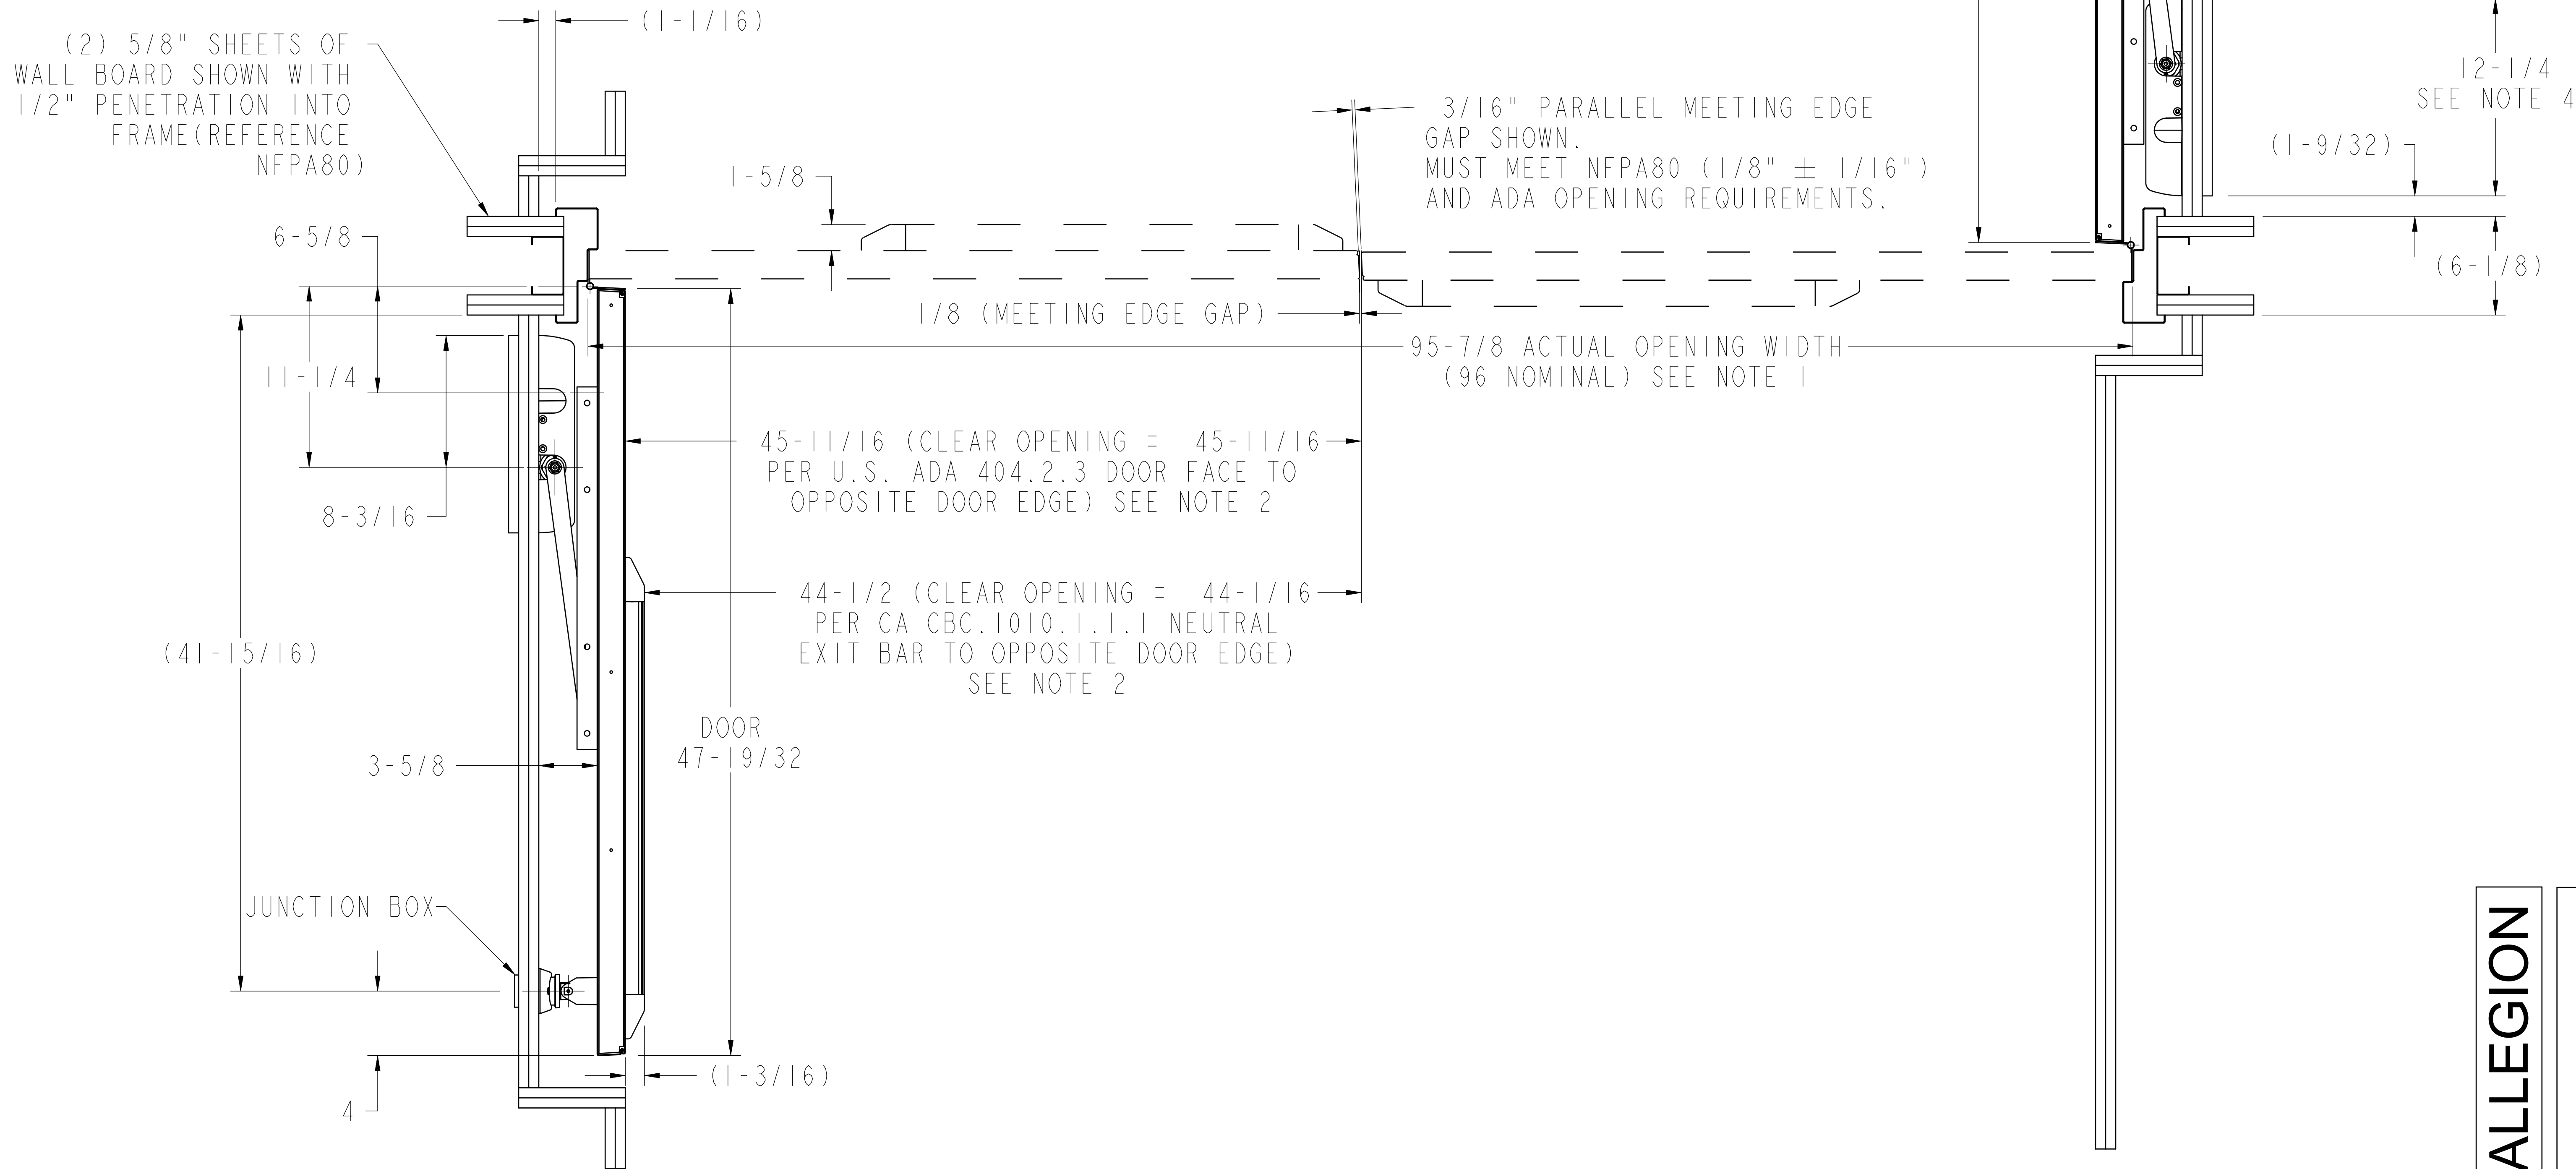 (1-1/16)
(2) 5/8" SHEETS OF
WALL BOARD SHOWN WITH
1/2" PENETRATION INTO
FRAME(REFERENCE
NFPA80)
12-1/4
SEE NOTE 4
3/16" PARALLEL MEETING EDGE
GAP SHOWN.
MUST MEET NFPA80 (1/8" ± 1/16")
AND ADA OPENING REQUIREMENTS.
(1-9/32)
1-5/8
6-5/8
(6-1/8)
1/8 (MEETING EDGE GAP)
95-7/8 ACTUAL OPENING WIDTH
(96 NOMINAL) SEE NOTE 1
11-1/4
45-11/16 (CLEAR OPENING = 45-11/16
PER U.S. ADA 404.2.3 DOOR FACE TO
OPPOSITE DOOR EDGE) SEE NOTE 2
8-3/16
44-1/2 (CLEAR OPENING = 44-1/16
PER CA CBC.1010.1.1.1 NEUTRAL
EXIT BAR TO OPPOSITE DOOR EDGE)
SEE NOTE 2
(41-15/16)
DOOR
47-19/32
3-5/8
JUNCTION BOX
(1-3/16)
4
ALLEGION